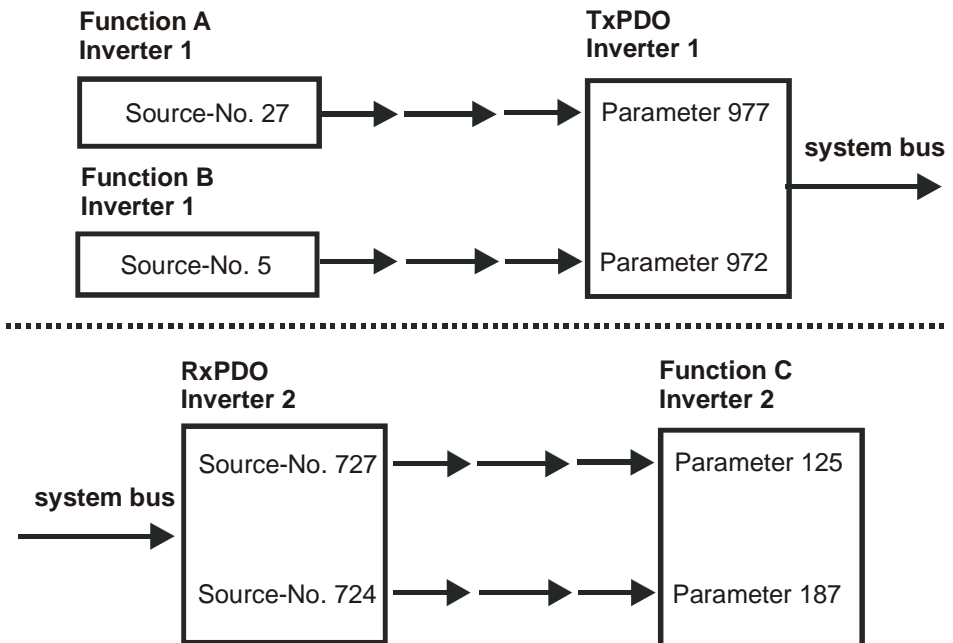 Function A
Inverter 1
Source-No. 27
TxPDO
Inverter 1
Parameter 977
system bus
Function B
Inverter 1
Source-No. 5
Parameter 972
RxPDO
Inverter 2
Source-No. 727
Function C
Inverter 2
Parameter 125
system bus
Source-No. 724
Parameter 187